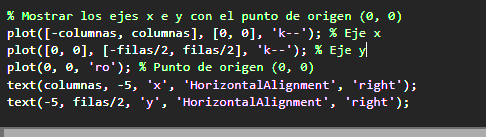 % Mostrar los ejes x e y con el punto de origen (0, 0)
plot([-columnas, columnas], [0, 0], 'k--'); % Eje x
plot([0, 0], [-filas/2, filas/2], 'k--'); % Eje y
plot(0, 0, 'ro'); % Punto de origen (0, 0)
text(columnas, -5, 'x', 'HorizontalAlignment', 'right');
text(-5, filas/2, 'y', 'HorizontalAlignment', 'right');